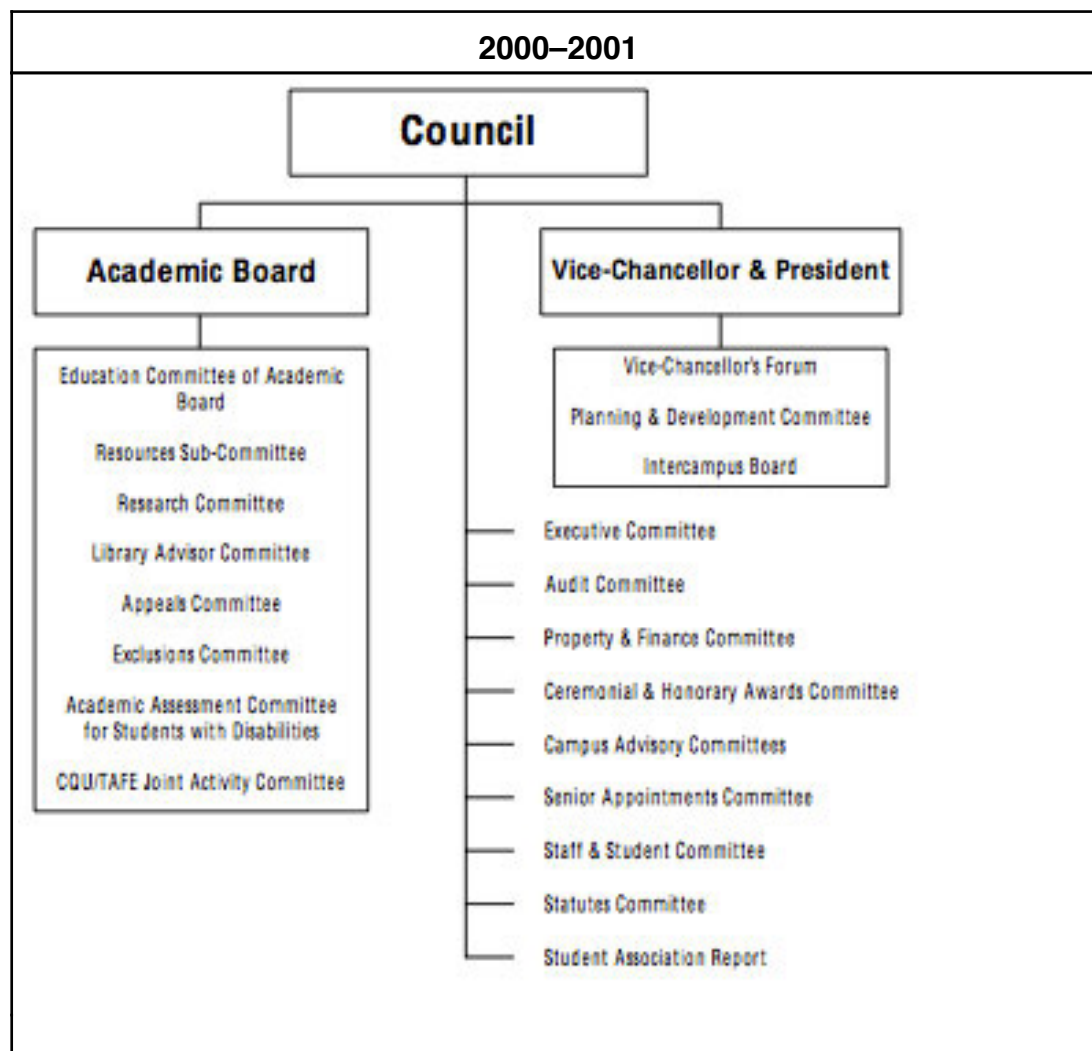 2000–2001
Council
Academic Board
Vice-Chancellor & President
Education Committee of Academic
Board
Resources Sub-Committee
Research Committee
Library Advisor Committee
Appeals Committee
Exclusions Committee
Academic Assessment Committee
for Students with Disabilities
CQU/TAFE Joint Activity Committee
Vice-Chancellor's Forum
Planning & Development Committee
Intercampus Board
Executive Committee
Audit Committee
Property & Finance Committee
Ceremonial & Honorary Awards Committee
Campus Advisory Committees
Senior Appointments Committee
Staff & Student Committee
Statutes Committee
Student Association Report